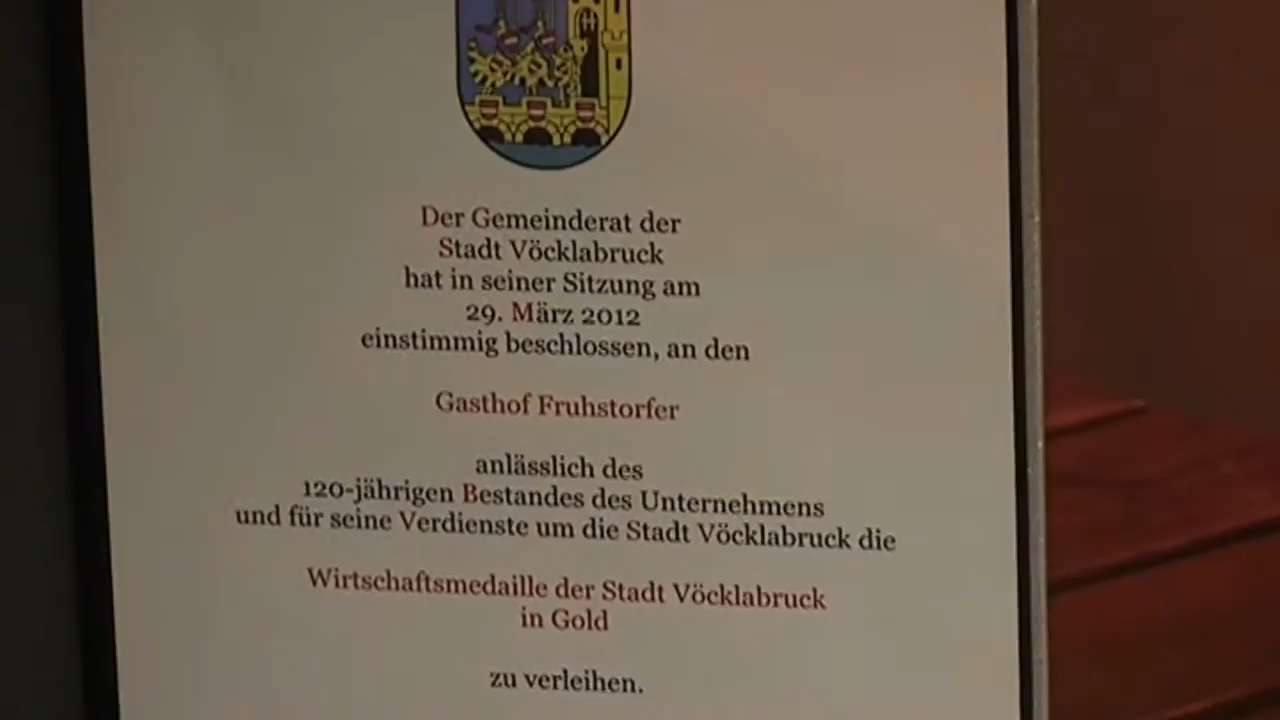 Der Gemeinderat der
Stadt Vöcklabruck
hat in seiner Sitzung am
29. März 2012
einstimmig beschlossen, an den
Gasthof Fruhstorfer
anlässlich des
120-jährigen Bestandes des Unternehmens
und für seine Verdienste um die Stadt Vöcklabruck die
Wirtschaftsmedaille der Stadt Vöcklabruck
in Gold
zu verleihen.